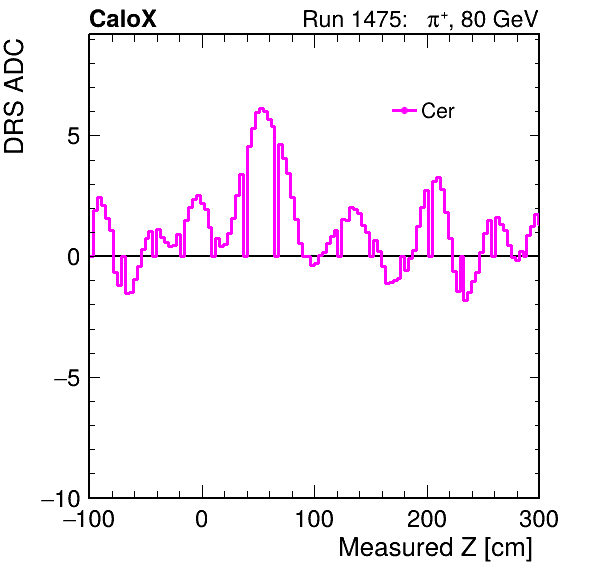 CaloX
Run 1475: π+, 80 GeV
DRS ADC
Cer
5
0
−5
−10
−100
0
100
200
300
Measured Z [cm]